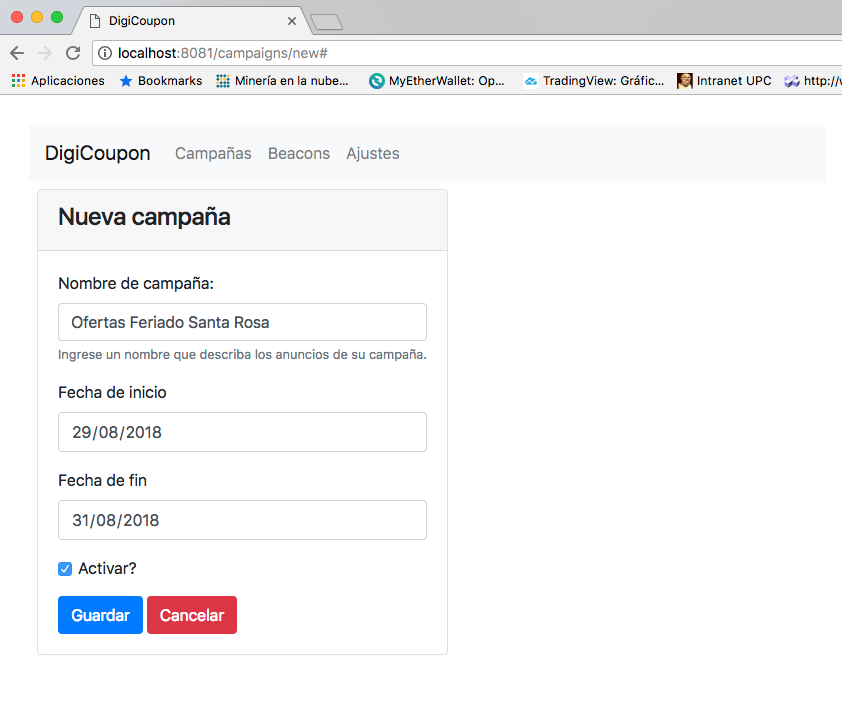 DigiCoupon
localhost:8081/campaigns/new#
Aplicaciones Bookmarks Minería en la nube... MyEtherWallet: Op... TradingView: Gráfic... Intranet UPC http://w
DigiCoupon Campañas Beacons Ajustes
Nueva campaña
Nombre de campaña:
Ofertas Feriado Santa Rosa
Ingrese un nombre que describa los anuncios de su campaña.
Fecha de inicio
29/08/2018
Fecha de fin
31/08/2018
Activar?
Guardar Cancelar